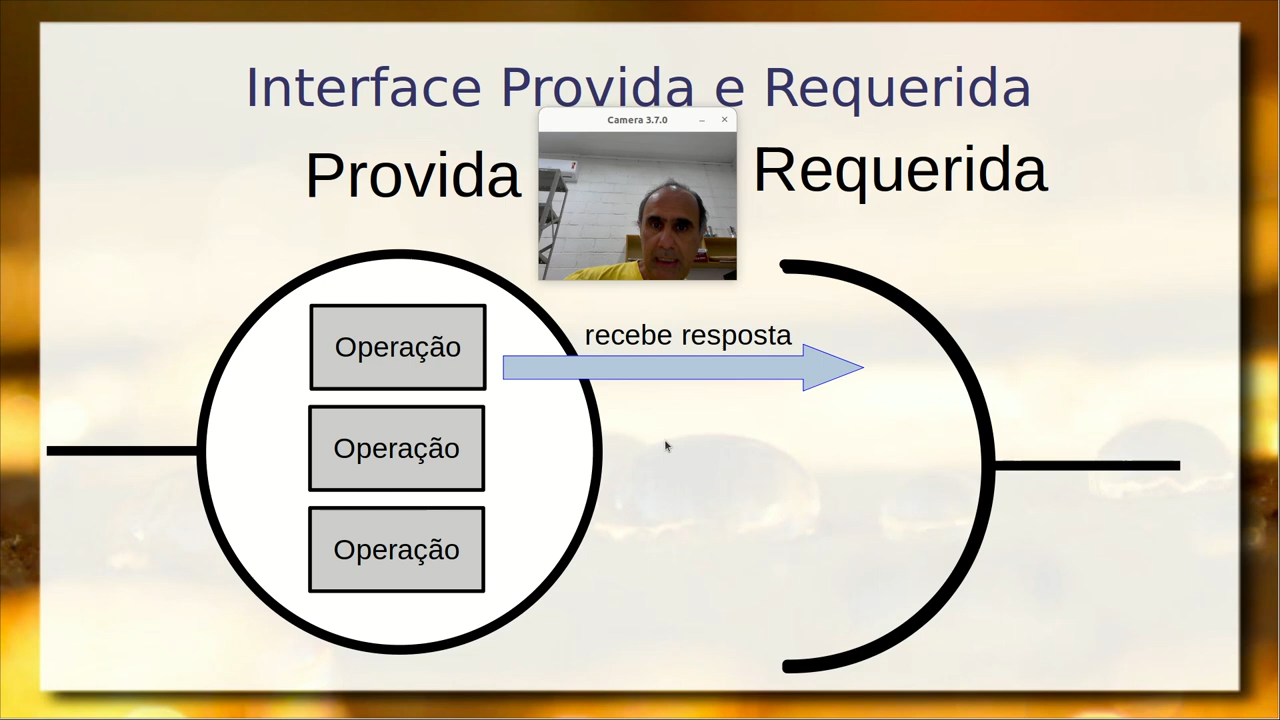 Interface Provida e Requerida
Camera 3.7.0
Provida
Requerida
recebe resposta
Operação
Operação
Operação